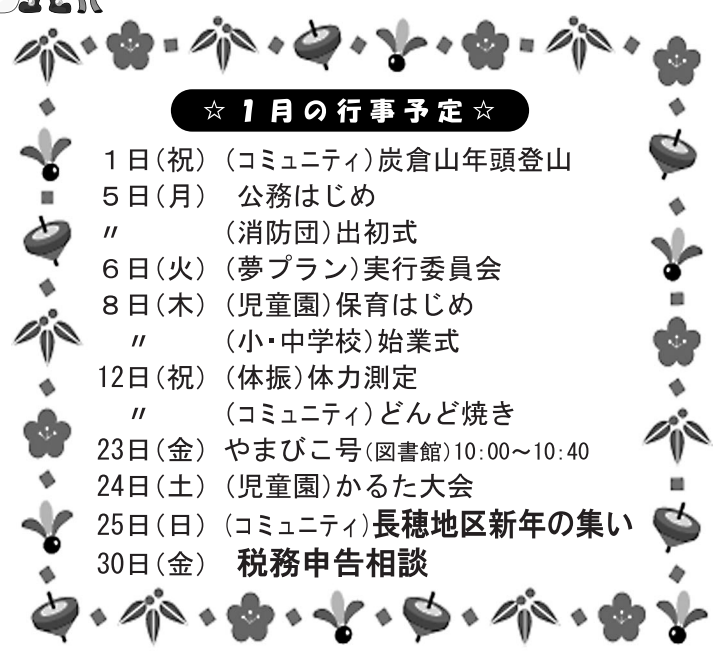 ☆１月の行事予定☆
１日(祝) (コミュニティ)炭倉山年頭登山
５日(月) 公務はじめ
〃 (消防団)出初式
６日(火) (夢プラン)実行委員会
８日(木) (児童園)保育はじめ
〃 (小・中学校)始業式
12日(祝) (体振)体力測定
〃 (コミュニティ)どんど焼き
23日(金) やまびこ号(図書館)10:00～10:40
24日(土) (児童園)かるた大会
25日(日) (コミュニティ)長穂地区新年の集い
30日(金) 税務申告相談